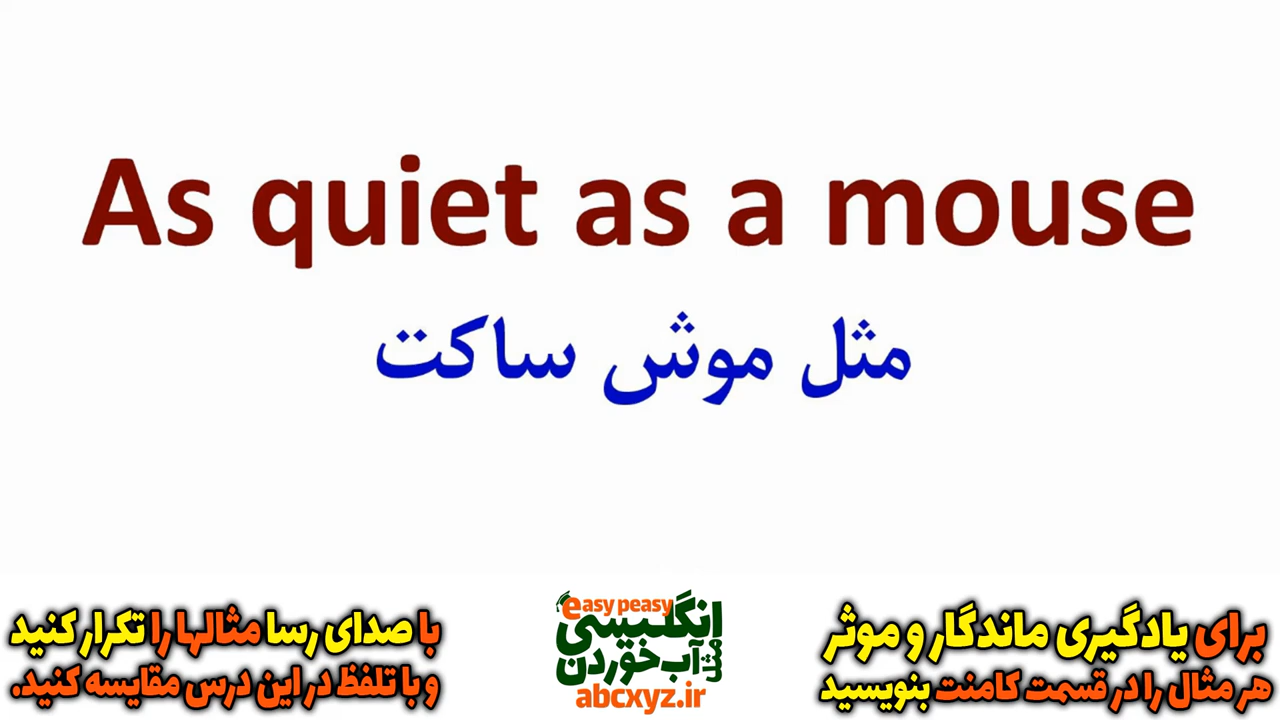 As quiet as a mouse
مثل موش ساکت
برای یادگیری ماندگار و موثر
هر مثال را در قسمت کامنت بنویسید
easy peasy
انگلیسی
مثل آب خوردن
abcxyz.ir
با صدای رسا مثالها را تکرار کنید
و با تلفظ در این درس مقایسه کنید.